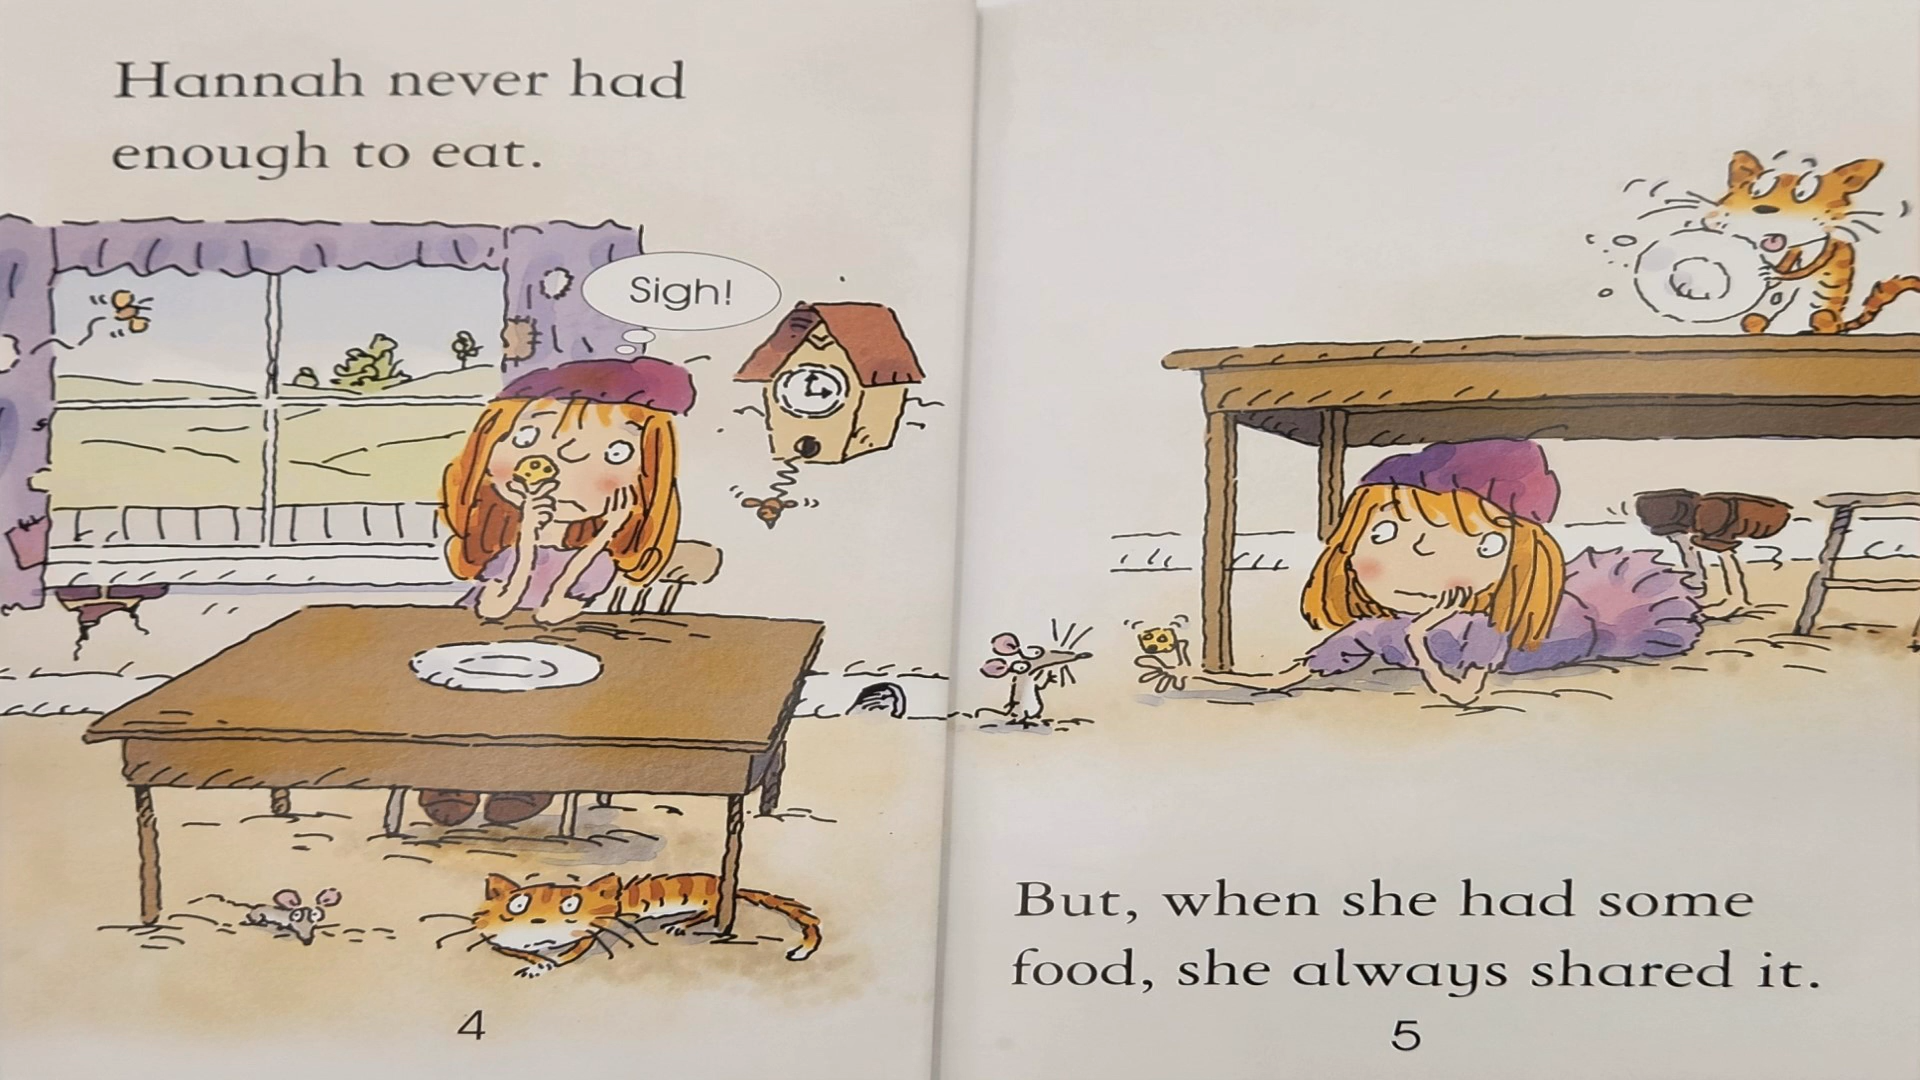 Hannah never had
enough to eat.
Sigh!
4
But, when she had some
food, she always shared it.
5